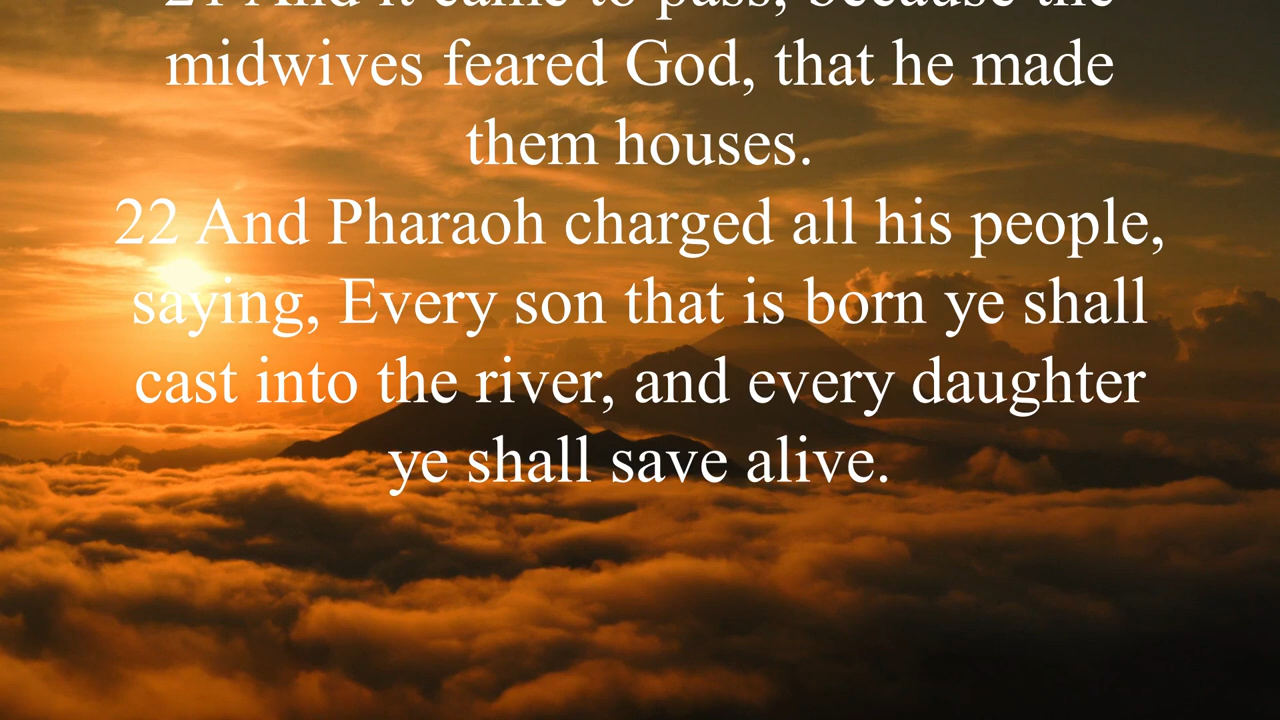 21 And it came to pass, because the
midwives feared God, that he made
them houses.
22 And Pharaoh charged all his people,
saying, Every son that is born ye shall
cast into the river, and every daughter
ye shall save alive.